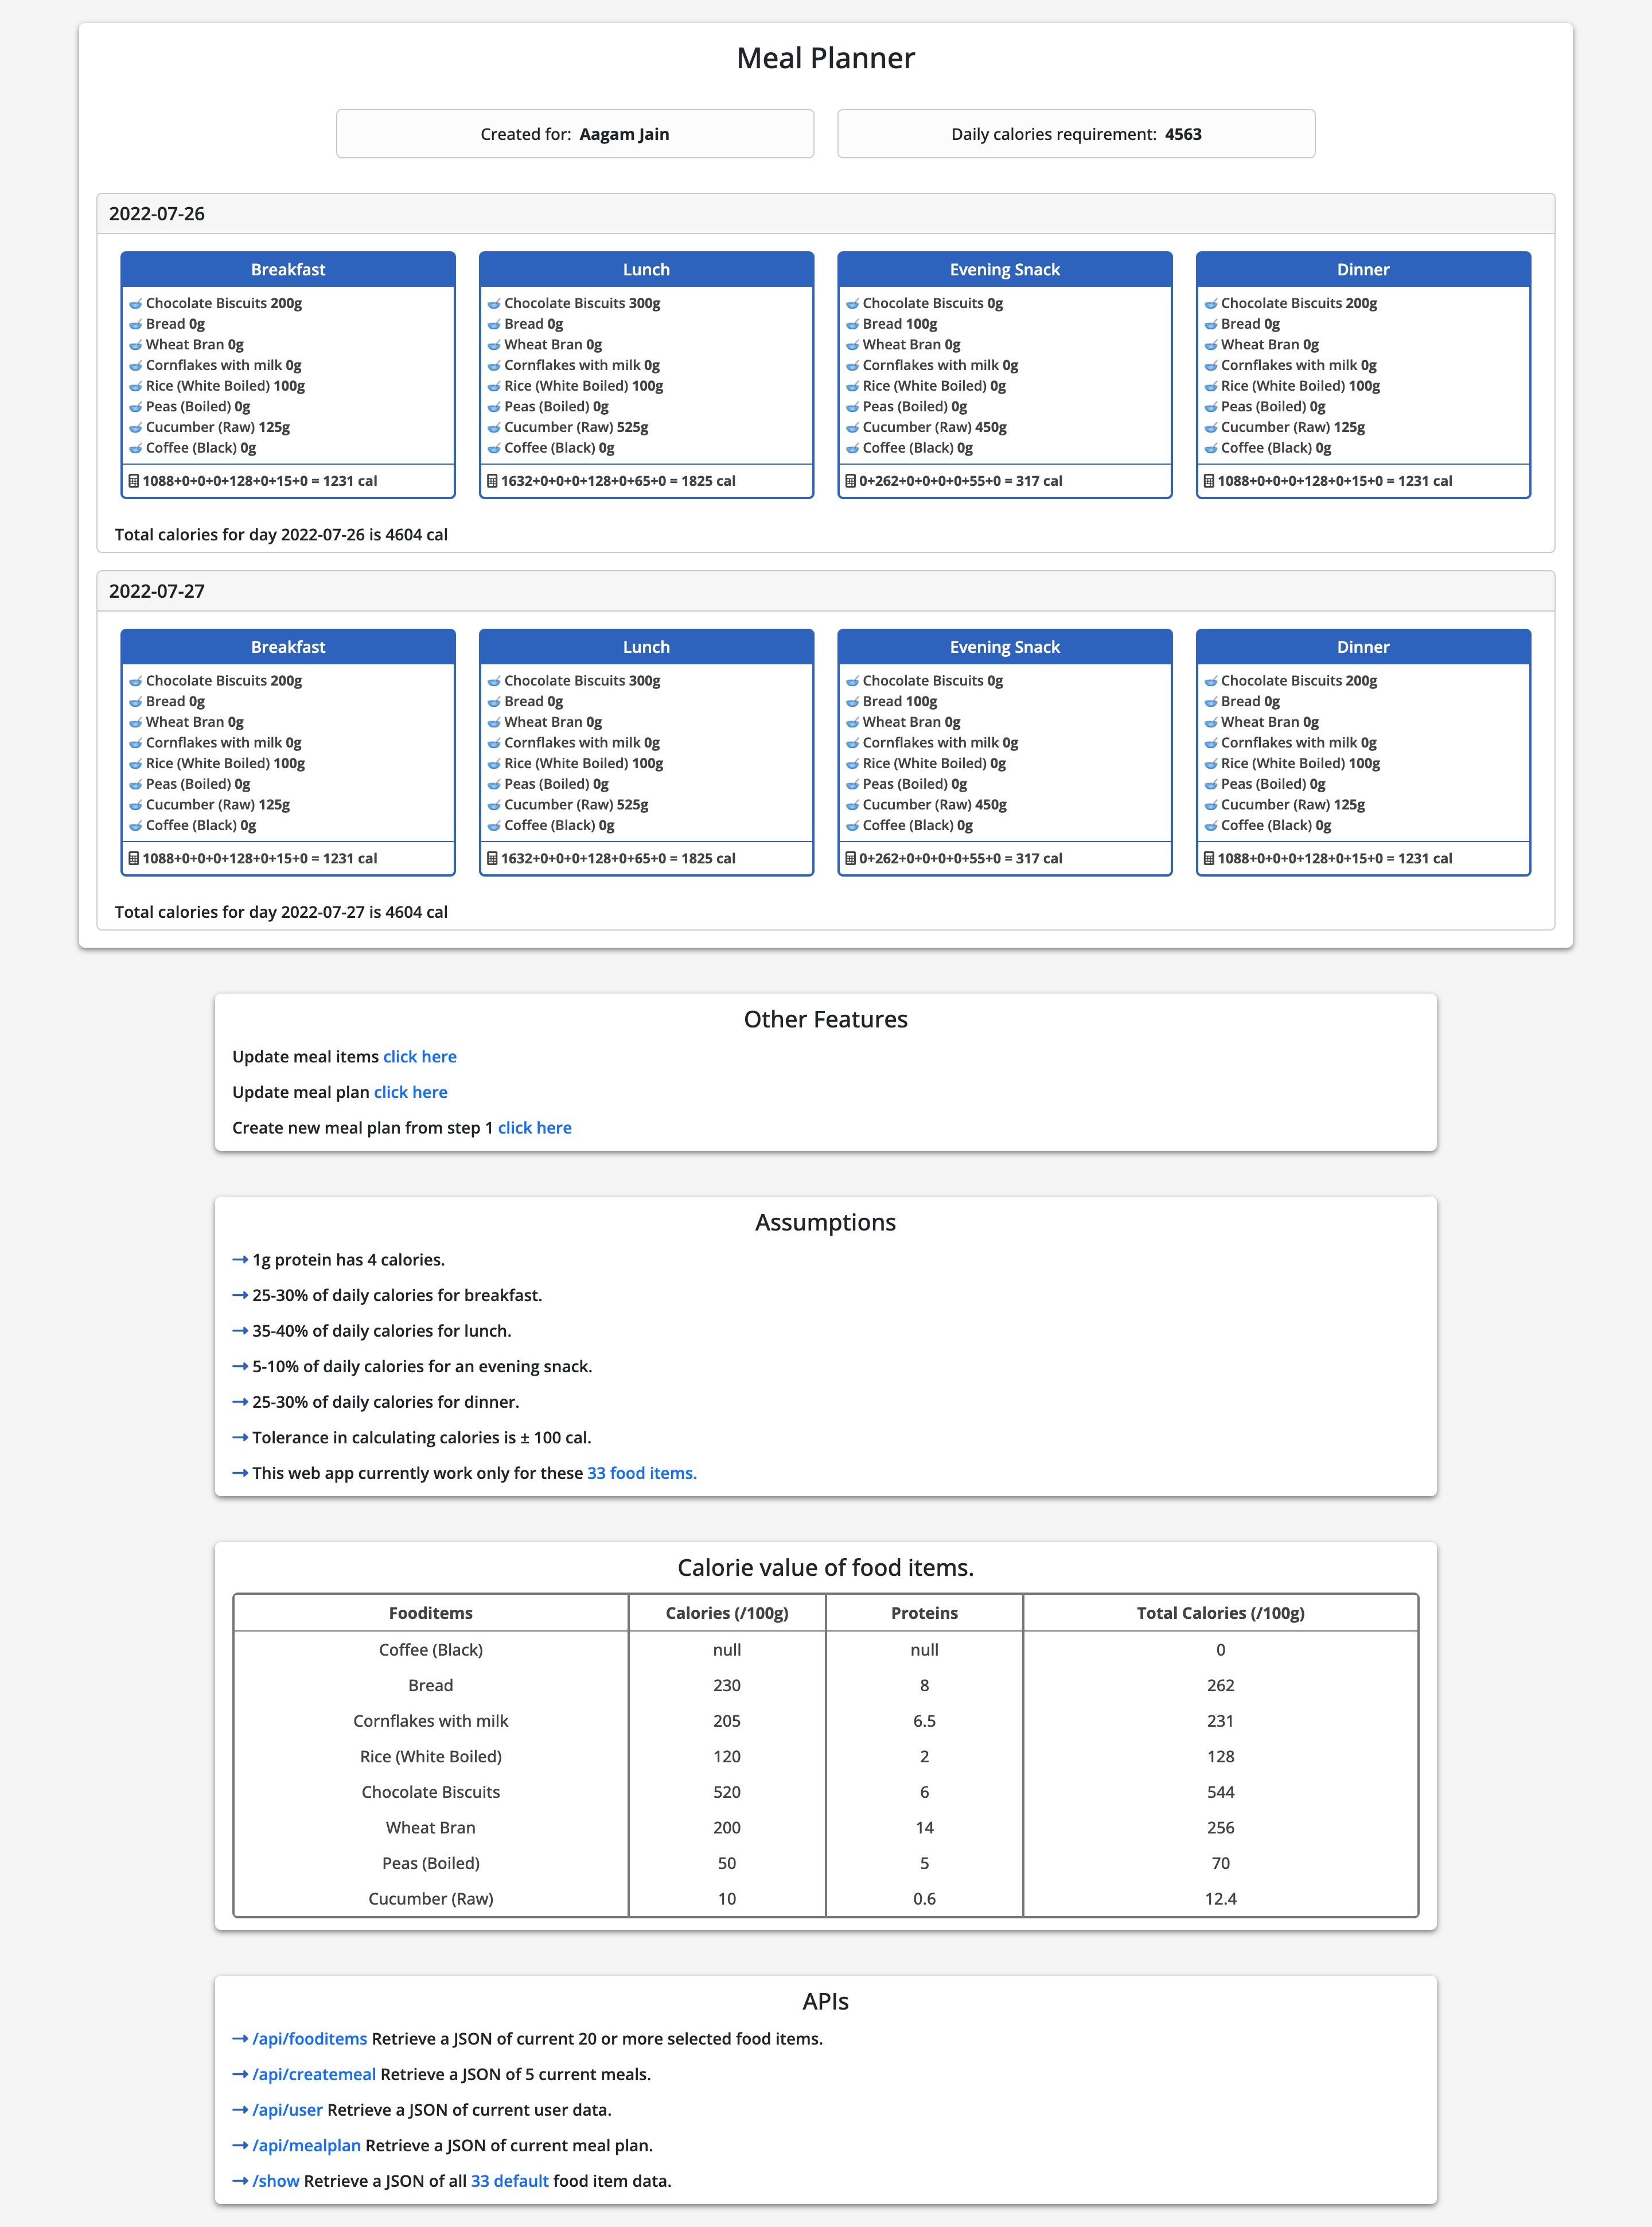 Meal Planner
Created for: Aagam Jain
Daily calories requirement: 4563
2022-07-26
Breakfast
Chocolate Biscuits 200g
Bread 0g
Wheat Bran 0g
Cornflakes with milk 0g
Rice (White Boiled) 100g
Peas (Boiled) 0g
Cucumber (Raw) 125g
Coffee (Black) 0g
1088+0+0+0+128+0+15+0 = 1231 cal
Lunch
Chocolate Biscuits 300g
Bread 0g
Wheat Bran 0g
Cornflakes with milk 0g
Rice (White Boiled) 100g
Peas (Boiled) 0g
Cucumber (Raw) 525g
Coffee (Black) 0g
1632+0+0+0+128+0+65+0 = 1825 cal
Evening Snack
Chocolate Biscuits 0g
Bread 100g
Wheat Bran 0g
Cornflakes with milk 0g
Rice (White Boiled) 0g
Peas (Boiled) 0g
Cucumber (Raw) 450g
Coffee (Black) 0g
0+262+0+0+0+0+55+0 = 317 cal
Dinner
Chocolate Biscuits 200g
Bread 0g
Wheat Bran 0g
Cornflakes with milk 0g
Rice (White Boiled) 100g
Peas (Boiled) 0g
Cucumber (Raw) 125g
Coffee (Black) 0g
1088+0+0+0+128+0+15+0 = 1231 cal
Total calories for day 2022-07-26 is 4604 cal
2022-07-27
Breakfast
Chocolate Biscuits 200g
Bread 0g
Wheat Bran 0g
Cornflakes with milk 0g
Rice (White Boiled) 100g
Peas (Boiled) 0g
Cucumber (Raw) 125g
Coffee (Black) 0g
1088+0+0+0+128+0+15+0 = 1231 cal
Lunch
Chocolate Biscuits 300g
Bread 0g
Wheat Bran 0g
Cornflakes with milk 0g
Rice (White Boiled) 100g
Peas (Boiled) 0g
Cucumber (Raw) 525g
Coffee (Black) 0g
1632+0+0+0+128+0+65+0 = 1825 cal
Evening Snack
Chocolate Biscuits 0g
Bread 100g
Wheat Bran 0g
Cornflakes with milk 0g
Rice (White Boiled) 0g
Peas (Boiled) 0g
Cucumber (Raw) 450g
Coffee (Black) 0g
0+262+0+0+0+0+55+0 = 317 cal
Dinner
Chocolate Biscuits 200g
Bread 0g
Wheat Bran 0g
Cornflakes with milk 0g
Rice (White Boiled) 100g
Peas (Boiled) 0g
Cucumber (Raw) 125g
Coffee (Black) 0g
1088+0+0+0+128+0+15+0 = 1231 cal
Total calories for day 2022-07-27 is 4604 cal
Other Features
Update meal items click here
Update meal plan click here
Create new meal plan from step 1 click here
Assumptions
→ 1g protein has 4 calories.
→ 25-30% of daily calories for breakfast.
→ 35-40% of daily calories for lunch.
→ 5-10% of daily calories for an evening snack.
→ 25-30% of daily calories for dinner.
→ Tolerance in calculating calories is ± 100 cal.
→ This web app currently work only for these 33 food items.
Calorie value of food items.
Fooditems Calories (/100g) Proteins Total Calories (/100g)
Coffee (Black) null null 0
Bread 230 8 262
Cornflakes with milk 205 6.5 231
Rice (White Boiled) 120 2 128
Chocolate Biscuits 520 6 544
Wheat Bran 200 14 256
Peas (Boiled) 50 5 70
Cucumber (Raw) 10 0.6 12.4
APIs
→ /api/fooditems Retrieve a JSON of current 20 or more selected food items.
→ /api/createmeal Retrieve a JSON of 5 current meals.
→ /api/user Retrieve a JSON of current user data.
→ /api/mealplan Retrieve a JSON of current meal plan.
→ /show Retrieve a JSON of all 33 default food item data.